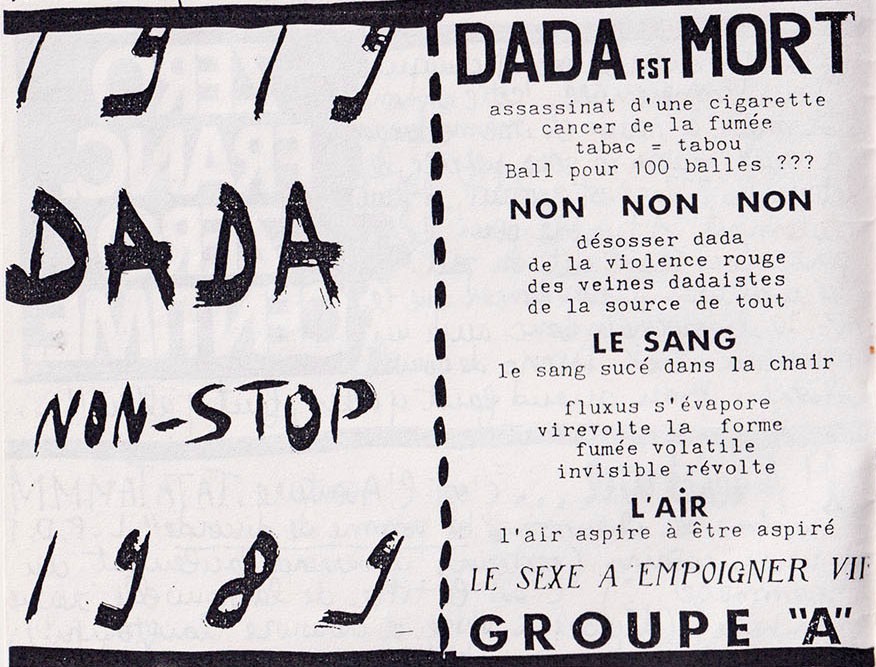 DADA
NON-STOP
1989
DADA EST MORT
assassinat d'une cigarette
cancer de la fumée
tabac = tabou
Ball pour 100 balles ???
NON NON NON
désosser dada
de la violence rouge
des veines dadaistes
de la source de tout
LE SANG
le sang sucé dans la chair
fluxus s'évapore
virevolte la forme
fumée volatile
invisible révolte
L'AiR
l'air aspire à être aspiré
LE SEXE A EMPOIGNER
GROUPE "A"